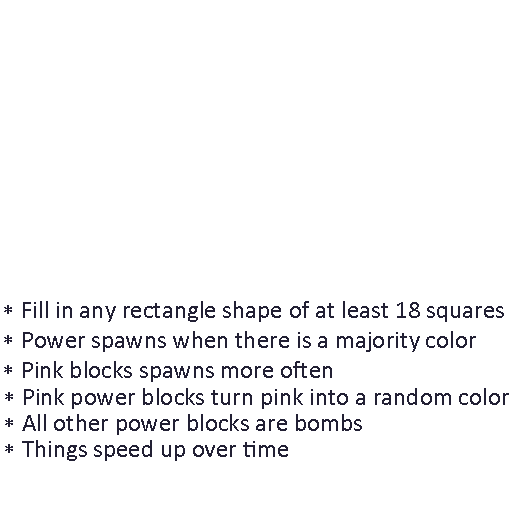 * Fill in any rectangle shape of at least 18 squares
* Power spawns when there is a majority color
* Pink blocks spawns more often
* Pink power blocks turn pink into a random color
* All other power blocks are bombs
* Things speed up over time